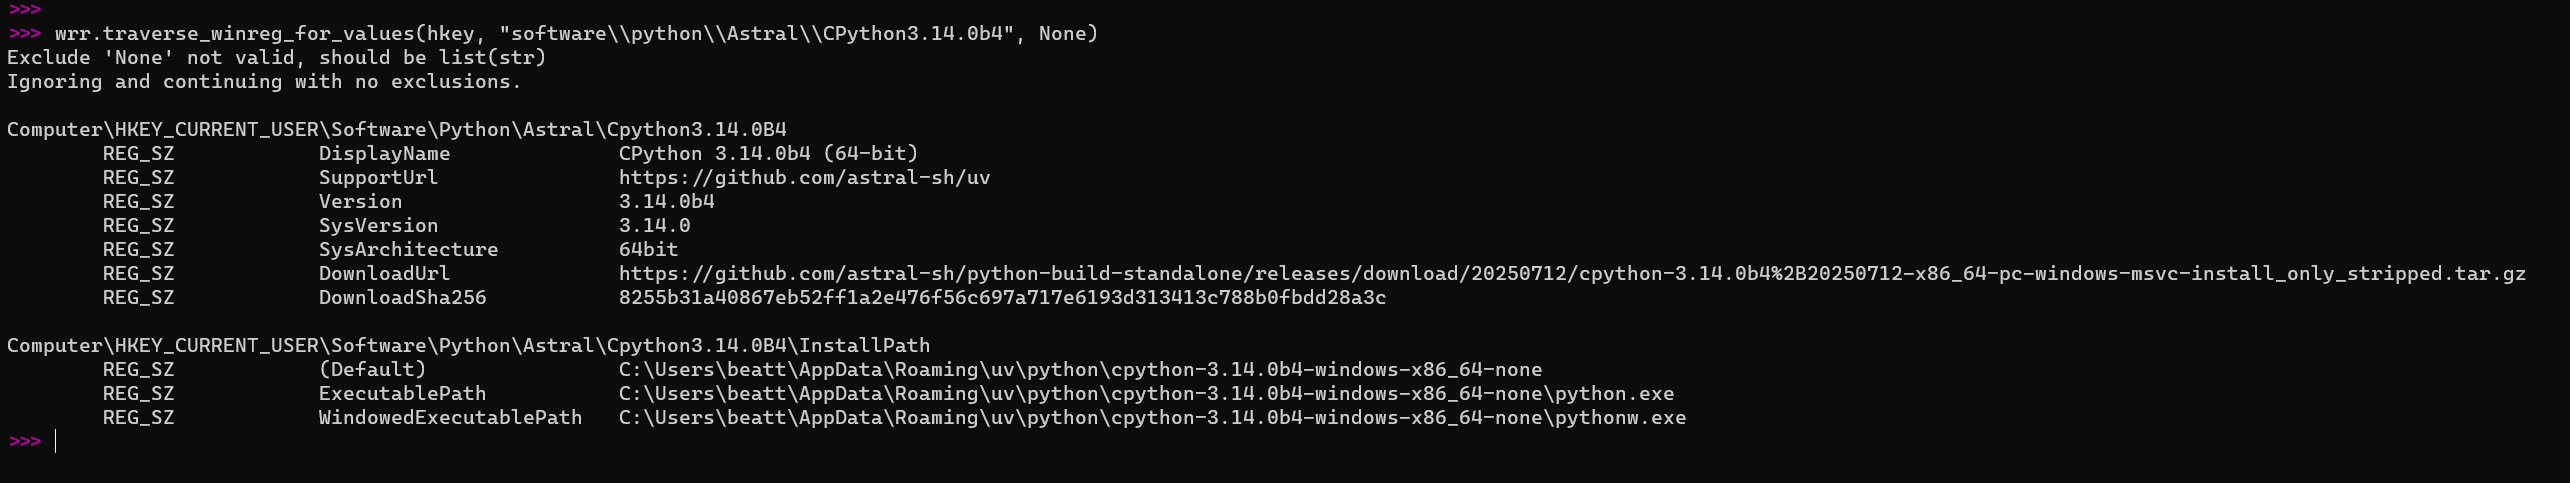 >>>
>>> wrr.traverse_winreg_for_values(hkey, "software\\python\\Astral\\CPython3.14.0b4", None)
Exclude 'None' not valid, should be list(str)
Ignoring and continuing with no exclusions.

Computer\HKEY_CURRENT_USER\Software\Python\Astral\Cpython3.14.0B4
        REG_SZ            DisplayName              CPython 3.14.0b4 (64-bit)
        REG_SZ            SupportUrl               https://github.com/astral-sh/uv
        REG_SZ            Version                  3.14.0b4
        REG_SZ            SysVersion               3.14.0
        REG_SZ            SysArchitecture          64bit
        REG_SZ            DownloadUrl              https://github.com/astral-sh/python-build-standalone/releases/download/20250712/cpython-3.14.0b4%2B20250712-x86_64-pc-windows-msvc-install_only_stripped.tar.gz
        REG_SZ            DownloadSha256           8255b31a40867eb52ff1a2e476f56c697a717e6193d313413c788b0fbdd28a3c

Computer\HKEY_CURRENT_USER\Software\Python\Astral\Cpython3.14.0B4\InstallPath
        REG_SZ            (Default)                C:\Users\beatt\AppData\Roaming\uv\python\cpython-3.14.0b4-windows-x86_64-none
        REG_SZ            ExecutablePath           C:\Users\beatt\AppData\Roaming\uv\python\cpython-3.14.0b4-windows-x86_64-none\python.exe
        REG_SZ            WindowedExecutablePath   C:\Users\beatt\AppData\Roaming\uv\python\cpython-3.14.0b4-windows-x86_64-none\pythonw.exe
>>>